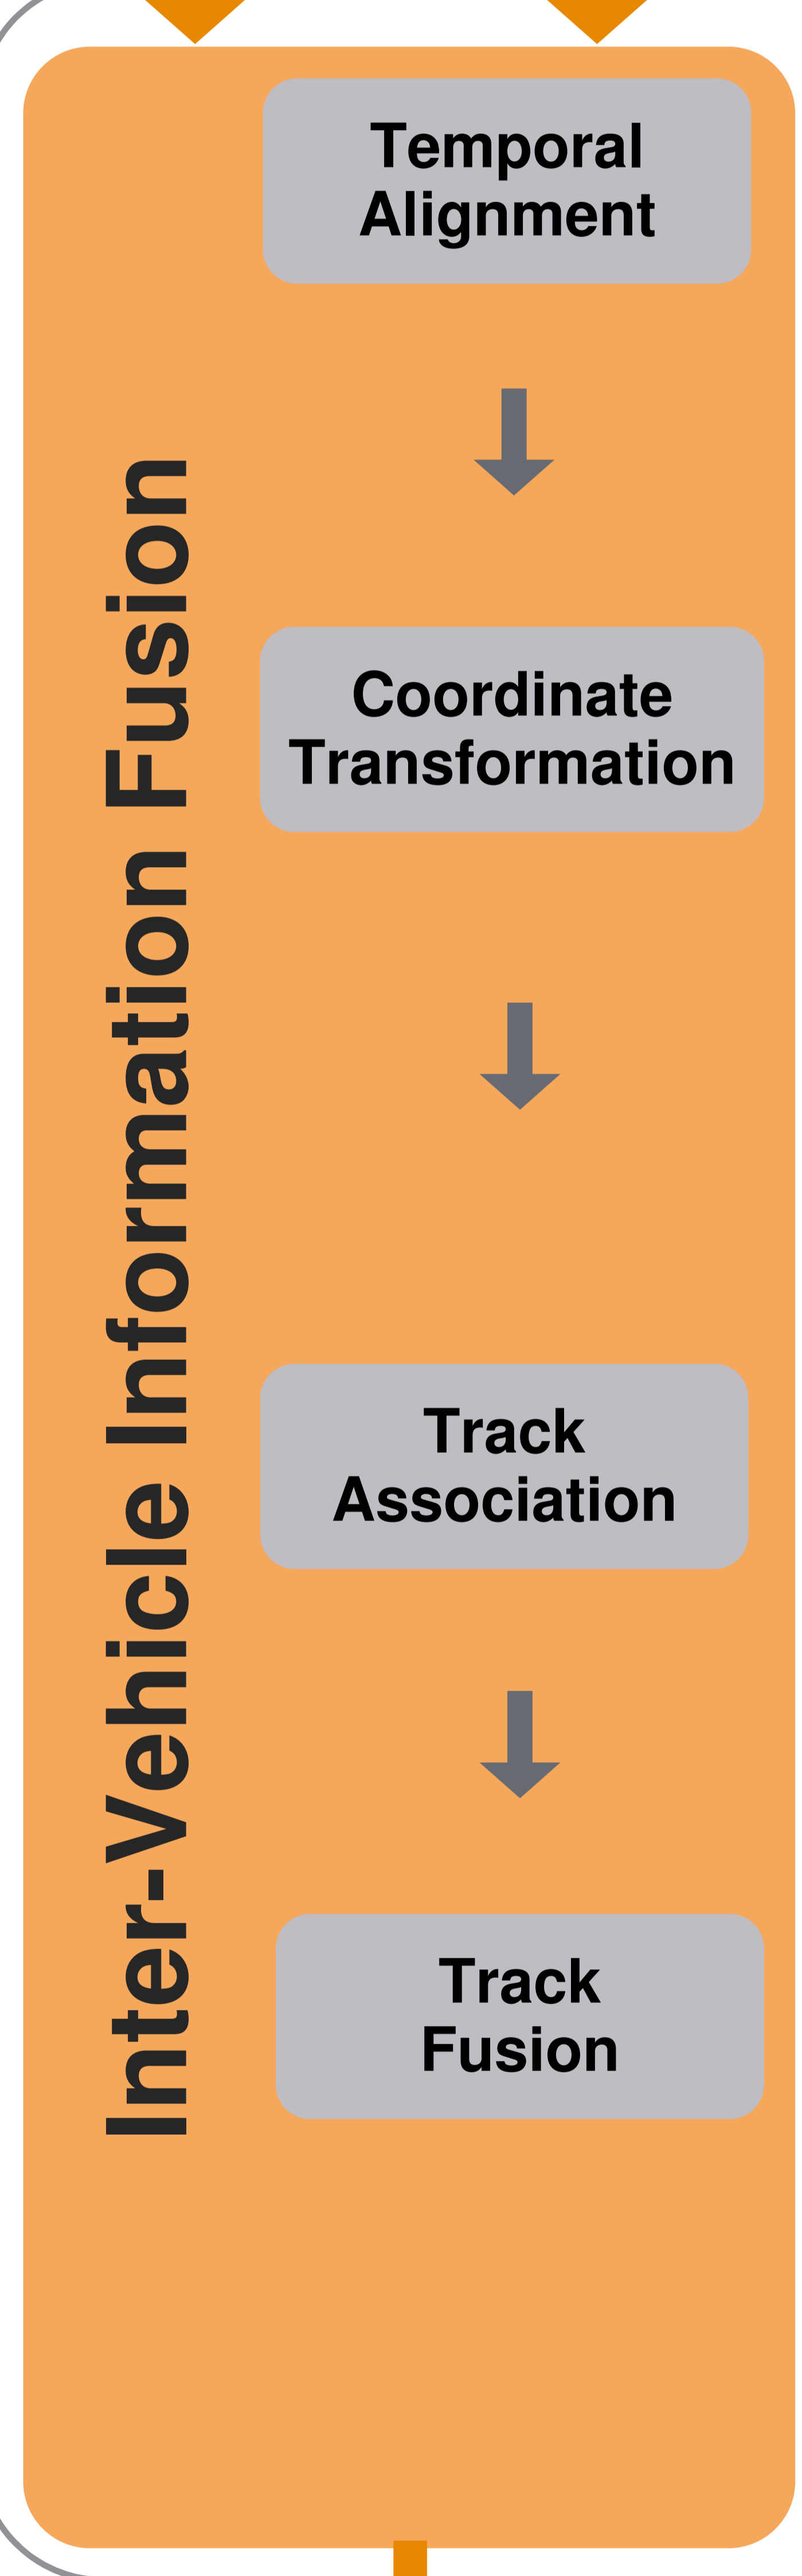 Inter-Vehicle Information Fusion
Temporal
Alignment
Coordinate
Transformation
Track
Association
Track
Fusion